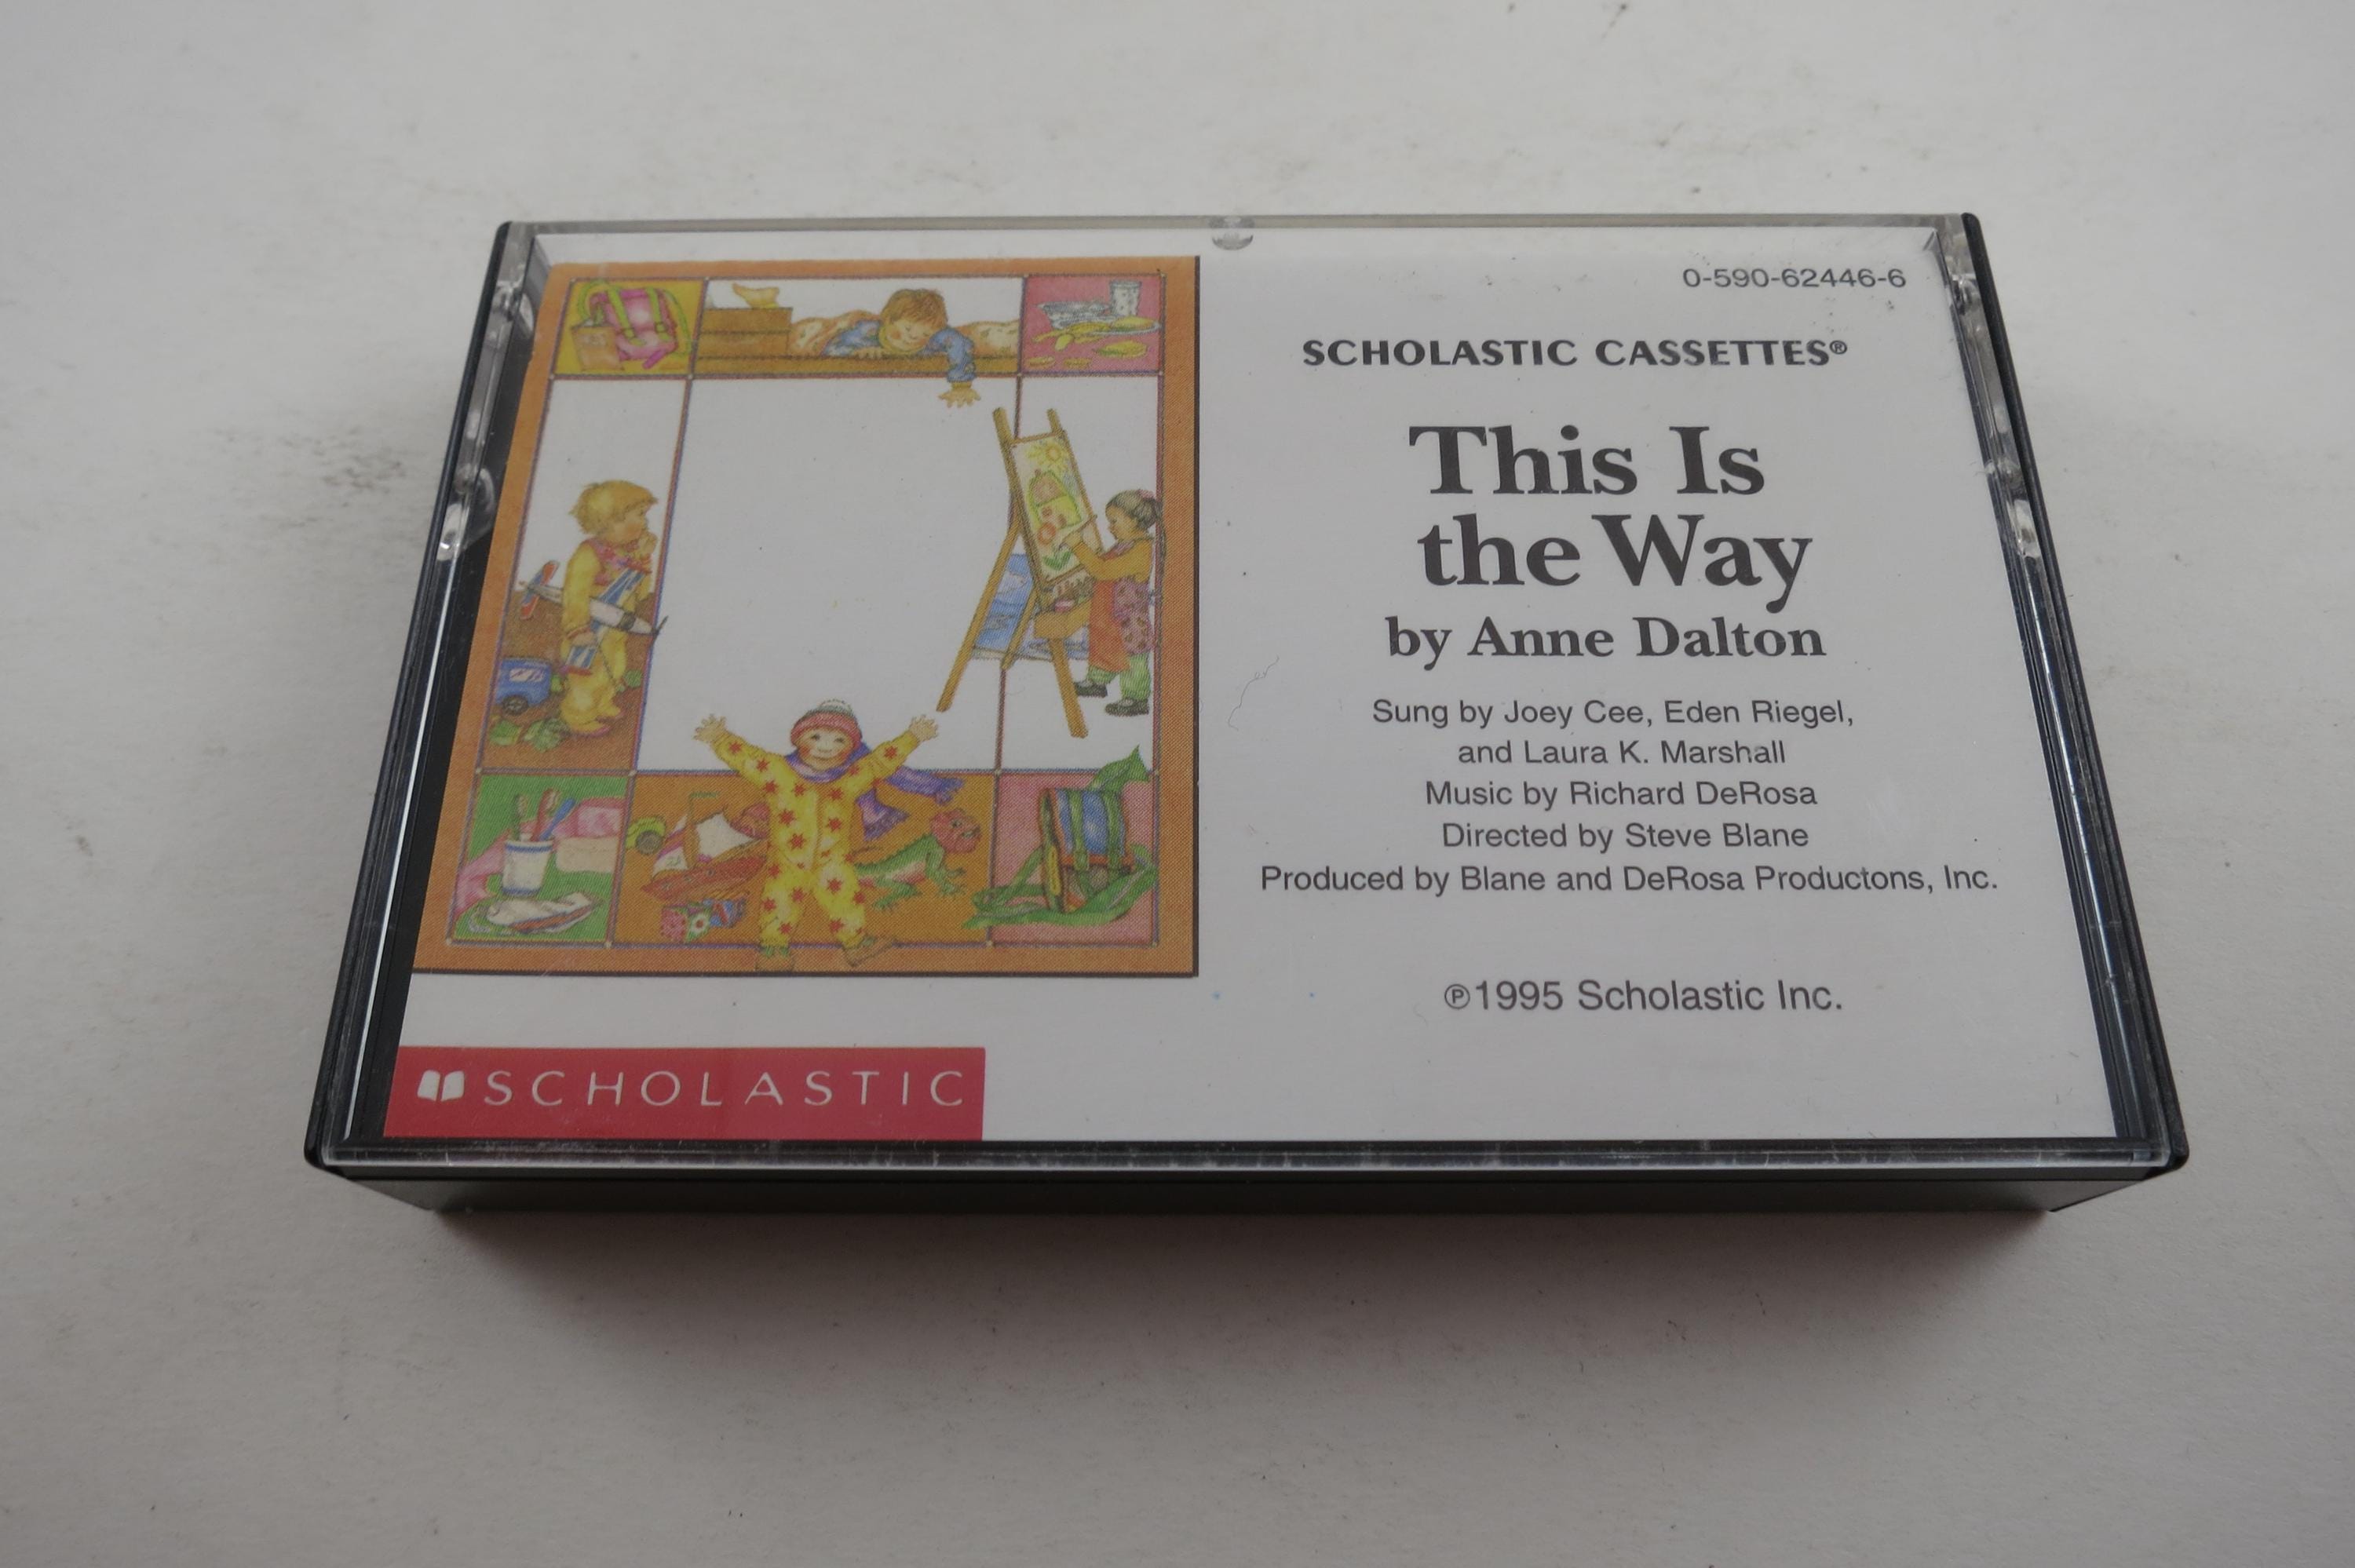 0-590-62446-6
SCHOLASTIC CASSETTES®
This Is
the Way
by Anne Dalton
Sung by Joey Cee, Eden Riegel,
and Laura K. Marshall
Music by Richard DeRosa
Directed by Steve Blane
Produced by Blane and DeRosa Productons, Inc.
℗1995 Scholastic Inc.
SCHOLASTIC